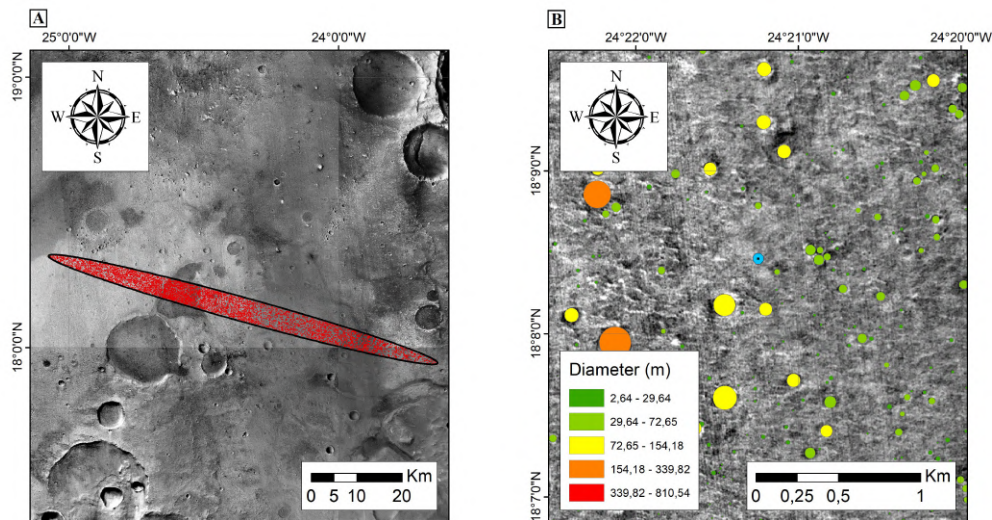 A
25°0'0"W 24°0'0"W
19°0'0"N
18°0'0"N
N
W E
S
Km
0 5 10 20
B
24°22'0"W 24°21'0"W 24°20'0"W
18°9'0"N
18°8'0"N
18°7'0"N
N
W E
S
Diameter (m)
2,64 - 29,64
29,64 - 72,65
72,65 - 154,18
154,18 - 339,82
339,82 - 810,54
Km
0 0,25 0,5 1